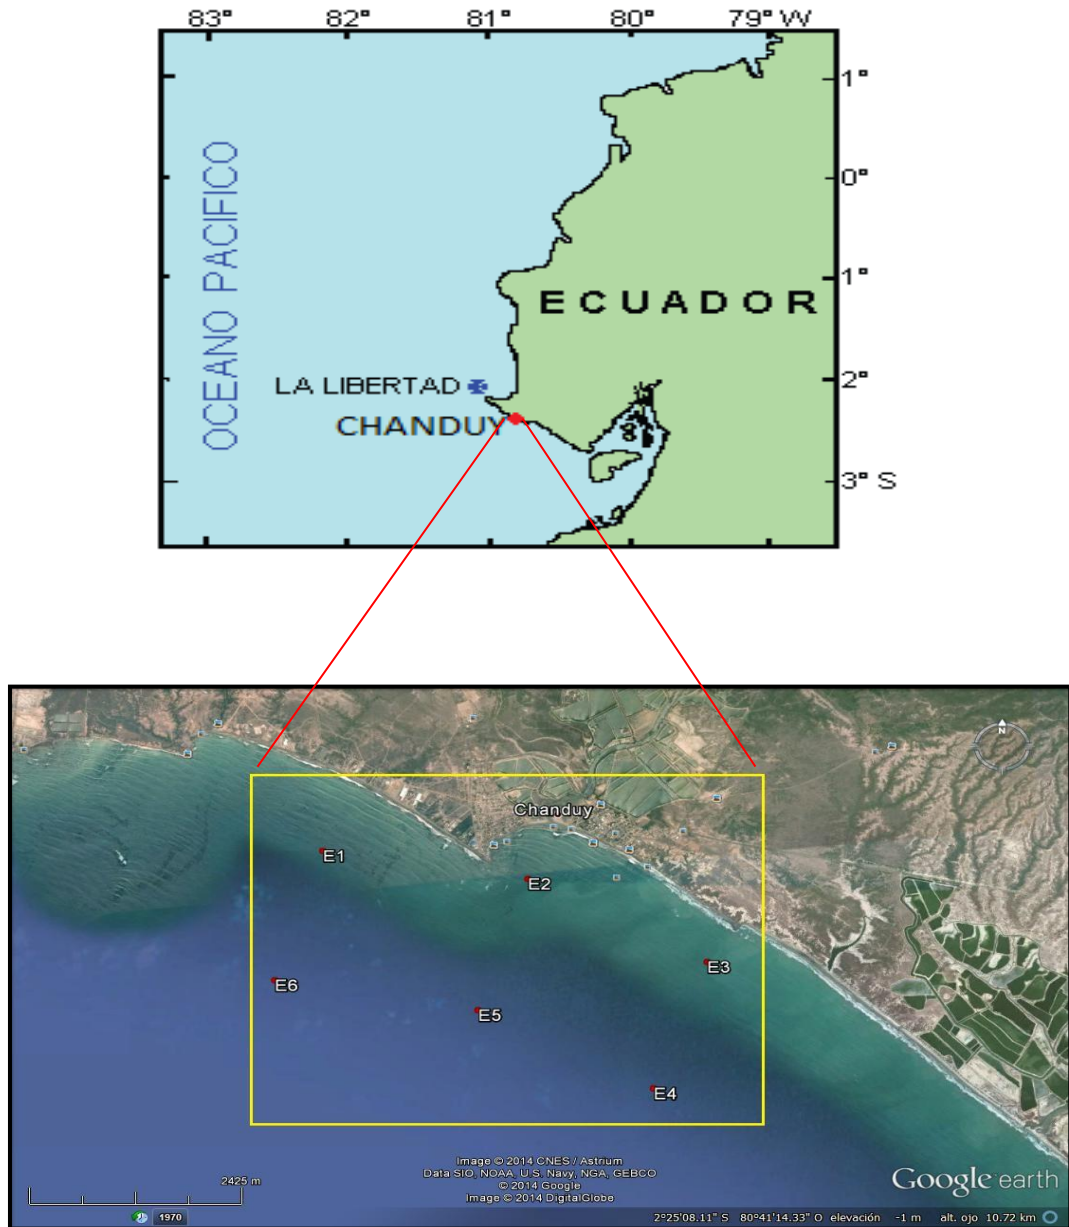 83° 82° 81° 80° 79° W
1°
0°
OCEANO PACIFICO
1°
ECUADOR
2°
LA LIBERTAD
CHANDUY
3° S
N
Chanduy
E1
E2
E3
E6
E5
E4
Image © 2014 CNES / Astrium
Data SIO, NOAA, U.S. Navy, NGA, GEBCO
© 2014 Google
Image © 2014 DigitalGlobe
Google earth
2425 m
1970
2°25'08.11" S 80°41'14.33" O elevación -1 m alt. ojo 10.72 km